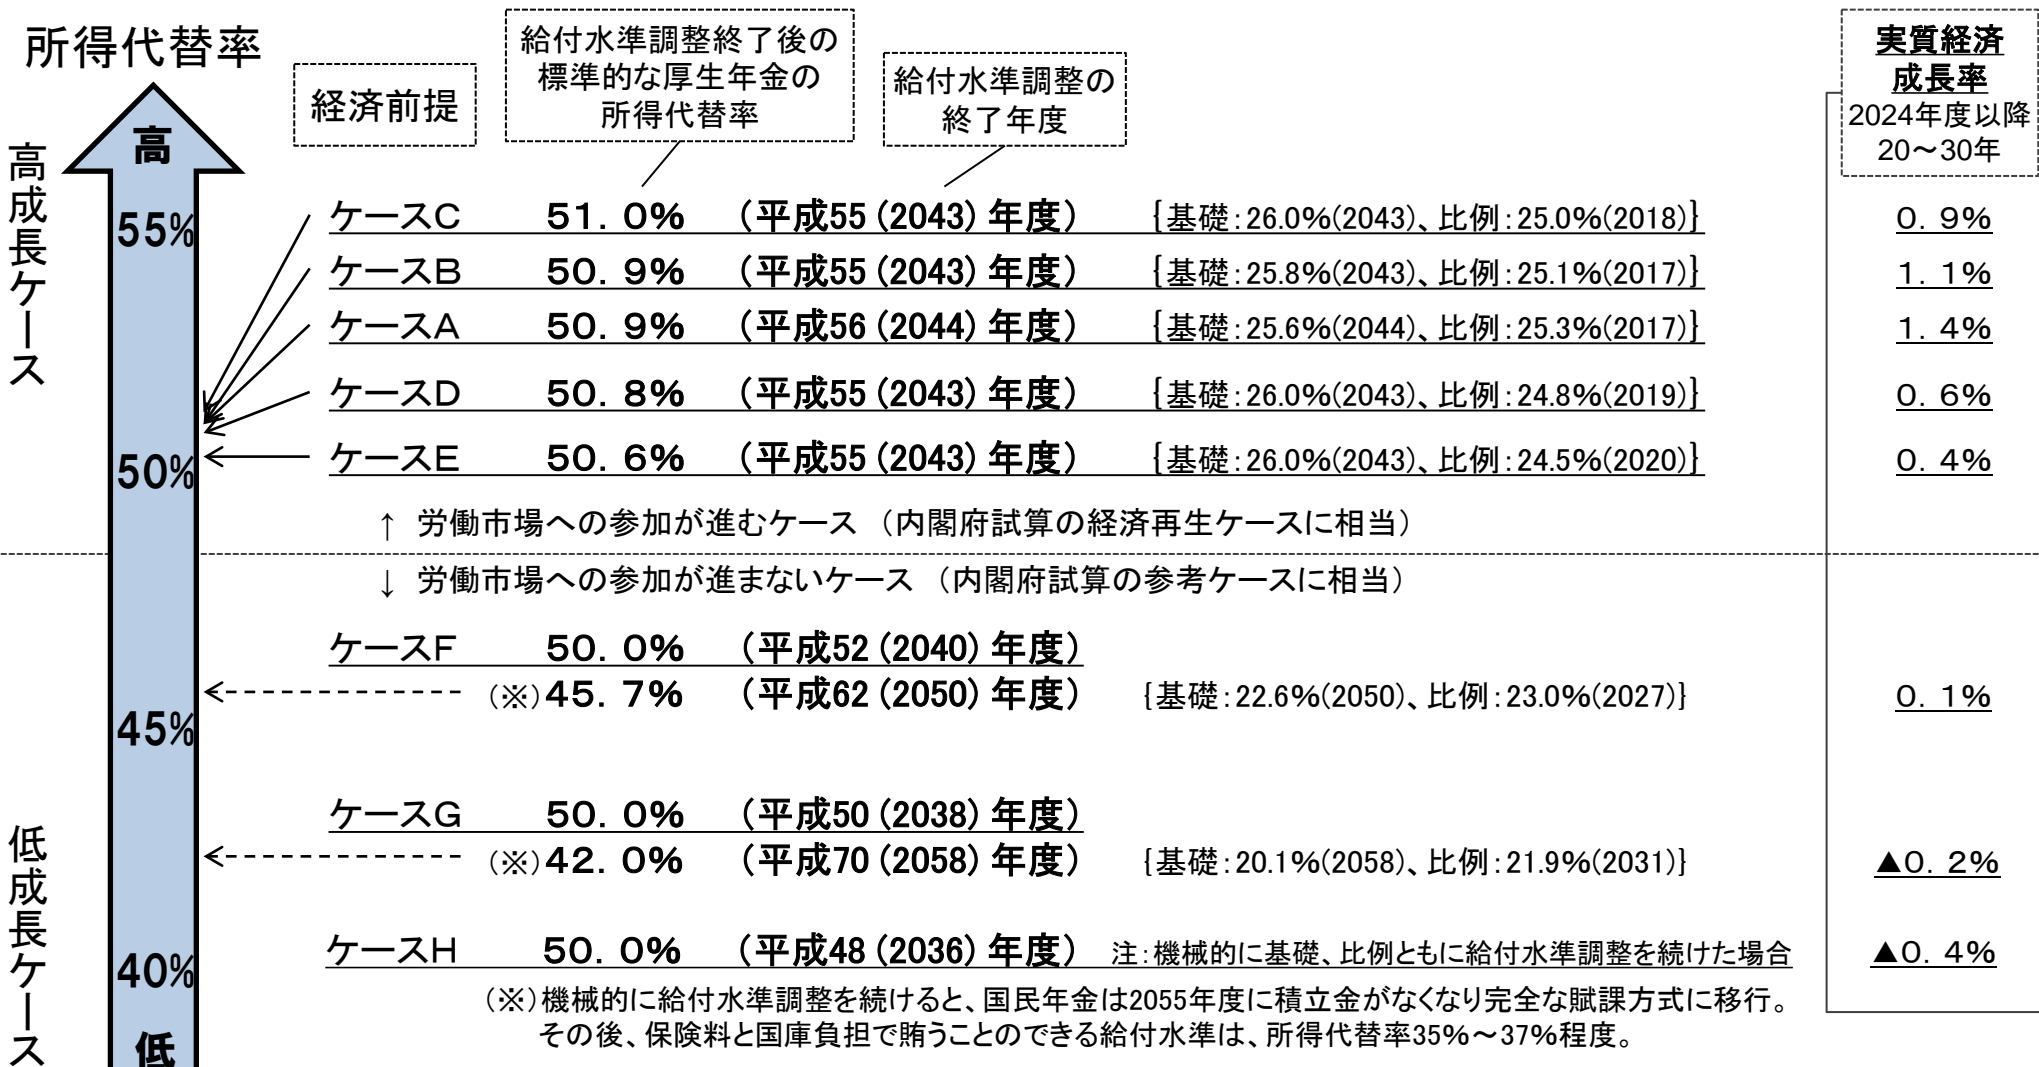 所得代替率
経済前提
給付水準調整終了後の
標準的な厚生年金の
所得代替率
給付水準調整の
終了年度
実質経済
成長率
2024年度以降
20～30年
高成長ケース
高
55%
50%
45%
40%
低
低成長ケース
ケースC 51.0% (平成55(2043)年度) {基礎:26.0%(2043)、比例:25.0%(2018)} 0.9%
ケースB 50.9% (平成55(2043)年度) {基礎:25.8%(2043)、比例:25.1%(2017)} 1.1%
ケースA 50.9% (平成56(2044)年度) {基礎:25.6%(2044)、比例:25.3%(2017)} 1.4%
ケースD 50.8% (平成55(2043)年度) {基礎:26.0%(2043)、比例:24.8%(2019)} 0.6%
ケースE 50.6% (平成55(2043)年度) {基礎:26.0%(2043)、比例:24.5%(2020)} 0.4%
↑ 労働市場への参加が進むケース (内閣府試算の経済再生ケースに相当)
↓ 労働市場への参加が進まないケース (内閣府試算の参考ケースに相当)
ケースF 50.0% (平成52(2040)年度)
(※)45.7% (平成62(2050)年度) {基礎:22.6%(2050)、比例:23.0%(2027)} 0.1%
ケースG 50.0% (平成50(2038)年度)
(※)42.0% (平成70(2058)年度) {基礎:20.1%(2058)、比例:21.9%(2031)} ▲0.2%
ケースH 50.0% (平成48(2036)年度) 注:機械的に基礎、比例ともに給付水準調整を続けた場合 ▲0.4%
(※)機械的に給付水準調整を続けると、国民年金は2055年度に積立金がなくなり完全な賦課方式に移行。
その後、保険料と国庫負担で賄うことのできる給付水準は、所得代替率35%～37%程度。